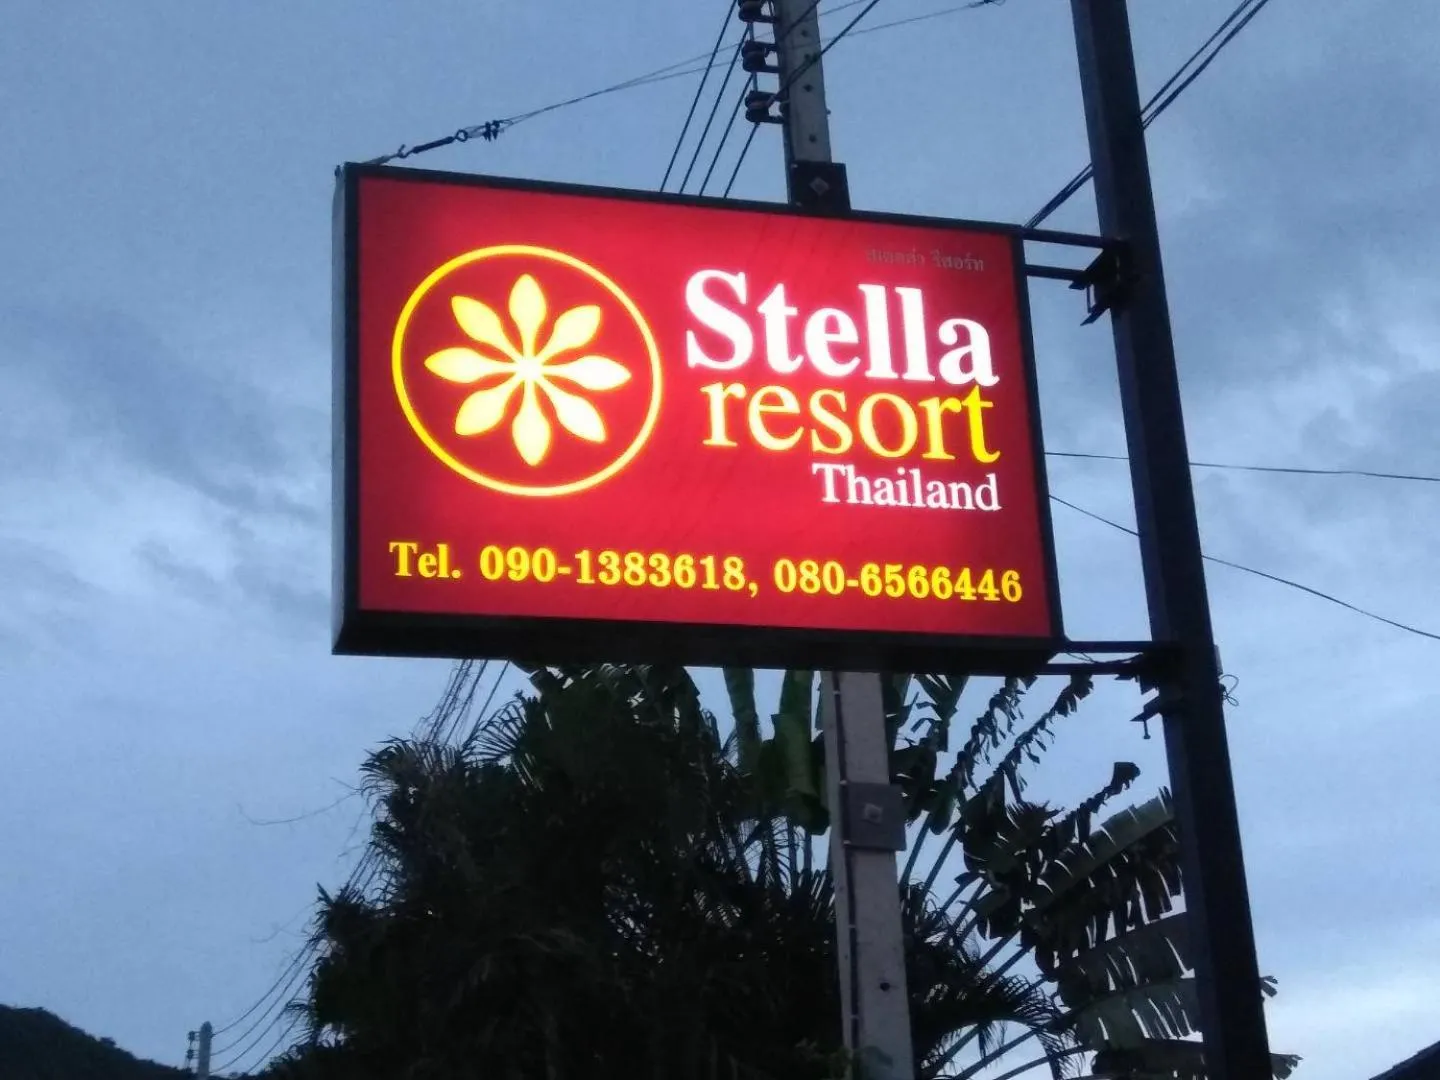 สเตลล่า รีสอร์ท
Stella
resort
Thailand
Tel. 090-1383618, 080-6566446